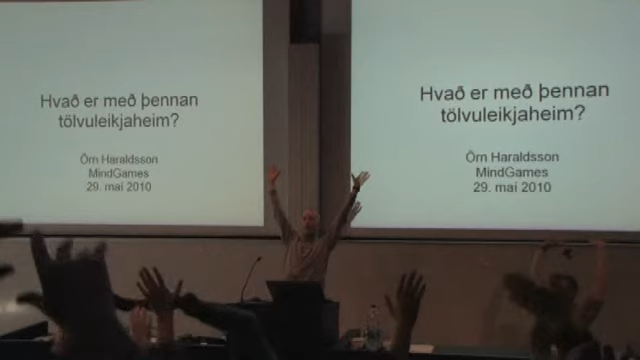 Hvað er með þennan
tölvuleikjaheim?
Örn Haraldsson
MindGames
29. maí 2010
Hvað er með þennan
tölvuleikjaheim?
Örn Haraldsson
MindGames
29. maí 2010